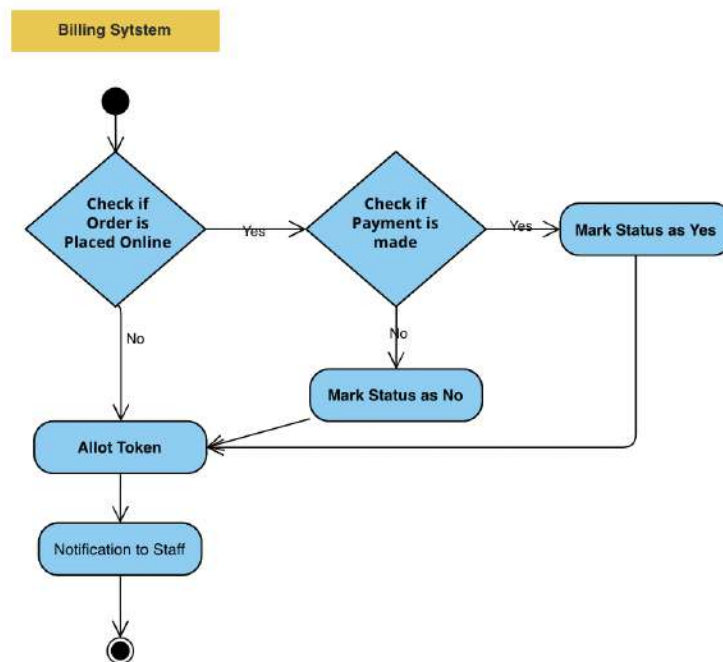 Billing Sytstem
Check if
Order is
Placed Online
Yes
Check if
Payment is
made
Yes
Mark Status as Yes
No
No
Mark Status as No
Allot Token
Notification to Staff